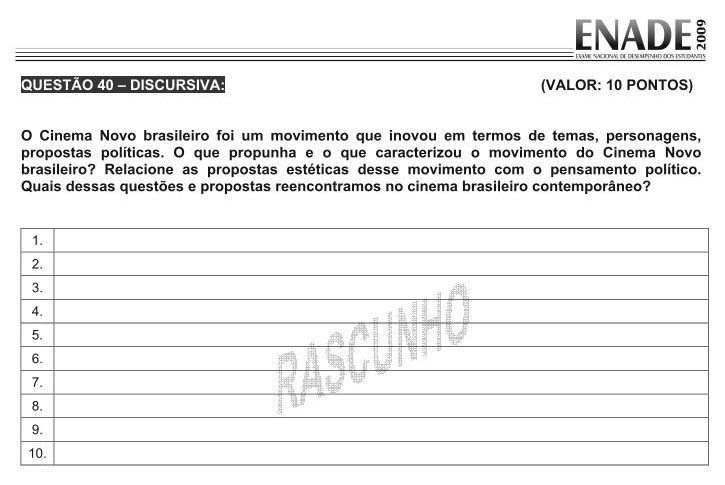 ENADE 2009
EXAME NACIONAL DE DESEMPENHO DOS ESTUDANTES
QUESTÃO 40 – DISCURSIVA: (VALOR: 10 PONTOS)
O Cinema Novo brasileiro foi um movimento que inovou em termos de temas, personagens,
propostas políticas. O que propunha e o que caracterizou o movimento do Cinema Novo
brasileiro? Relacione as propostas estéticas desse movimento com o pensamento político.
Quais dessas questões e propostas reencontramos no cinema brasileiro contemporâneo?
1.
2.
3.
4.
5.
6.
7.
8.
9.
10.
RASCUNHO